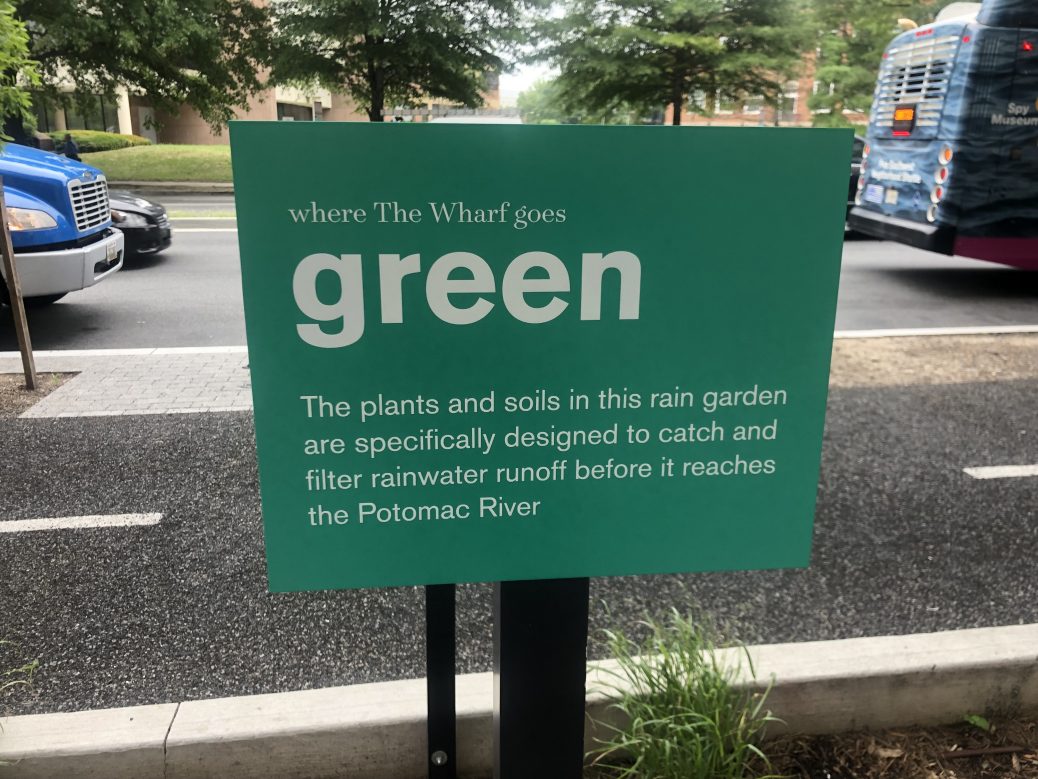 where The Wharf goes
green
The plants and soils in this rain garden
are specifically designed to catch and
filter rainwater runoff before it reaches
the Potomac River
Spy
Museum